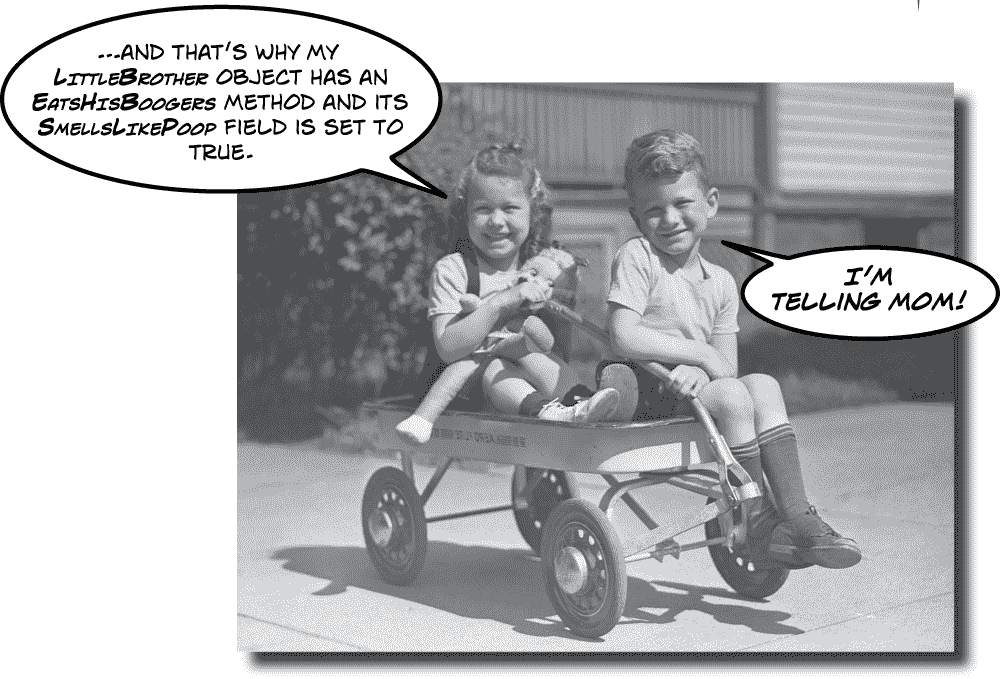 ...AND THAT'S WHY MY
LITTLEBROTHER OBJECT HAS AN
EATSHISBOOGERS METHOD AND ITS
SMELLSLIKEPOOP FIELD IS SET TO
TRUE.
I'M
TELLING MOM!